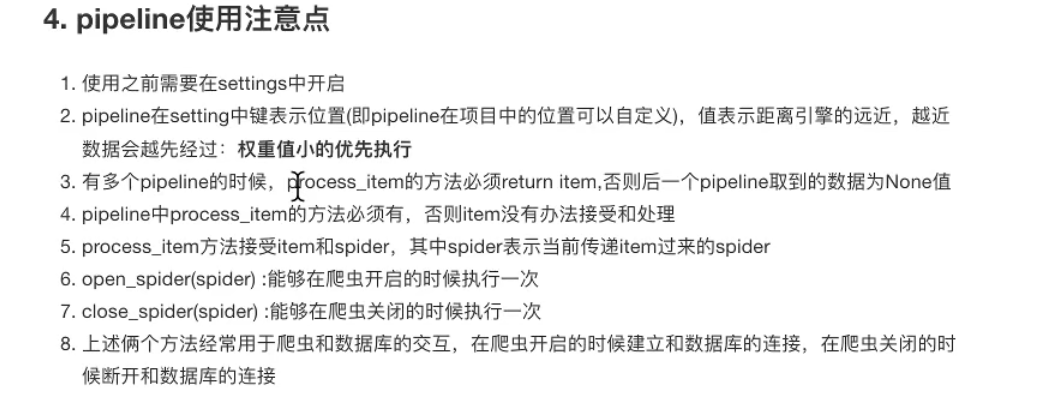 4. pipeline使用注意点
1. 使用之前需要在settings中开启
2. pipeline在setting中键表示位置(即pipeline在项目中的位置可以自定义)，值表示距离引擎的远近，越近
数据会越先经过：权重值小的优先执行
3. 有多个pipeline的时候，process_item的方法必须return item,否则后一个pipeline取到的数据为None值
4. pipeline中process_item的方法必须有，否则item没有办法接受和处理
5. process_item方法接受item和spider，其中spider表示当前传递item过来的spider
6. open_spider(spider) :能够在爬虫开启的时候执行一次
7. close_spider(spider) :能够在爬虫关闭的时候执行一次
8. 上述俩个方法经常用于爬虫和数据库的交互，在爬虫开启的时候建立和数据库的连接，在爬虫关闭的时
候断开和数据库的连接